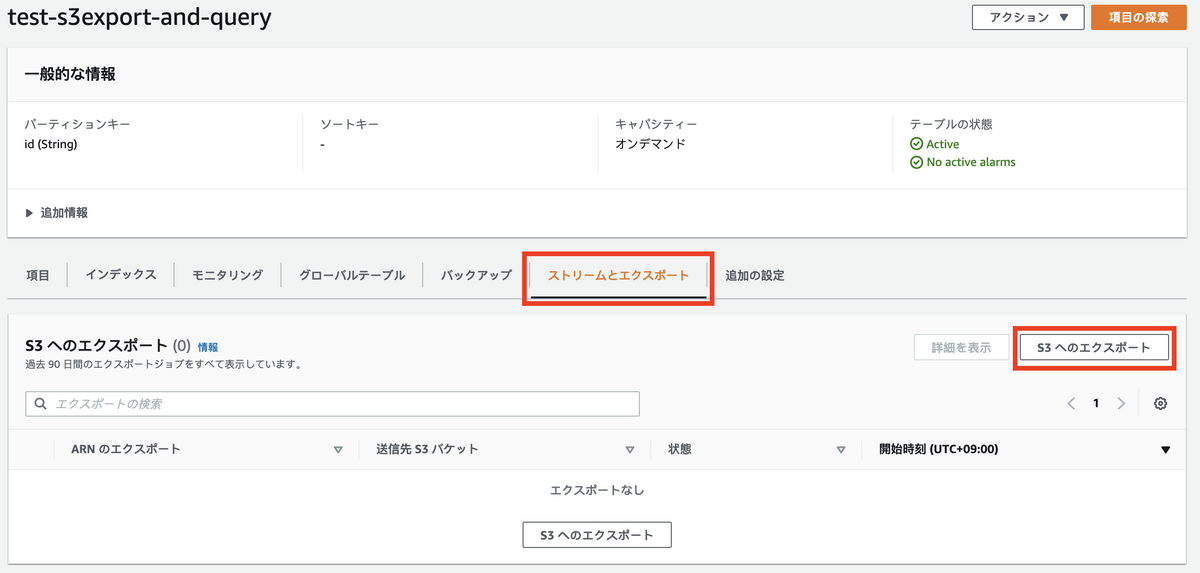 test-s3export-and-query
アクション ▼
項目の探索
一般的な情報
パーティションキー
id (String)
ソートキー
-
キャパシティー
オンデマンド
テーブルの状態
Active
No active alarms
追加情報
項目
インデックス
モニタリング
グローバルテーブル
バックアップ
ストリームとエクスポート
追加の設定
S3 へのエクスポート (0) 情報
過去 90 日間のエクスポートジョブをすべて表示しています。
詳細を表示
S3 へのエクスポート
エクスポートの検索
1
ARN のエクスポート
送信先 S3 バケット
状態
開始時刻 (UTC+09:00)
エクスポートなし
S3 へのエクスポート